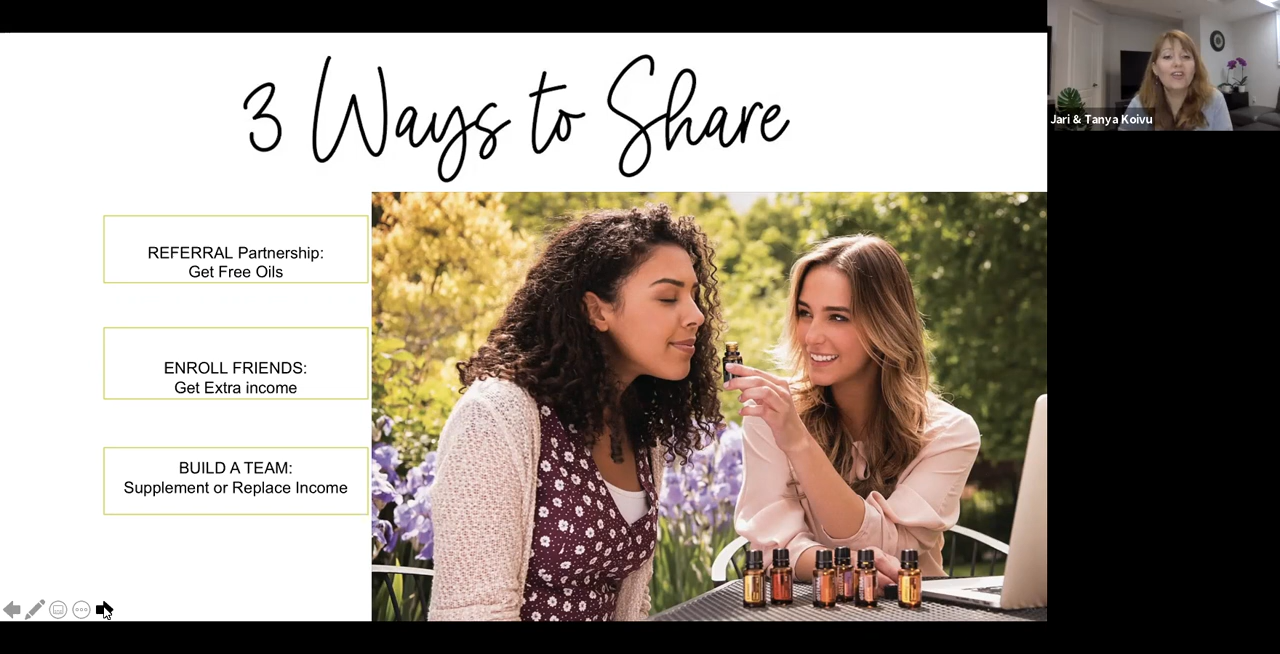 3 Ways to Share
Jari & Tanya Koivu
REFERRAL Partnership:
Get Free Oils
ENROLL FRIENDS:
Get Extra income
BUILD A TEAM:
Supplement or Replace Income